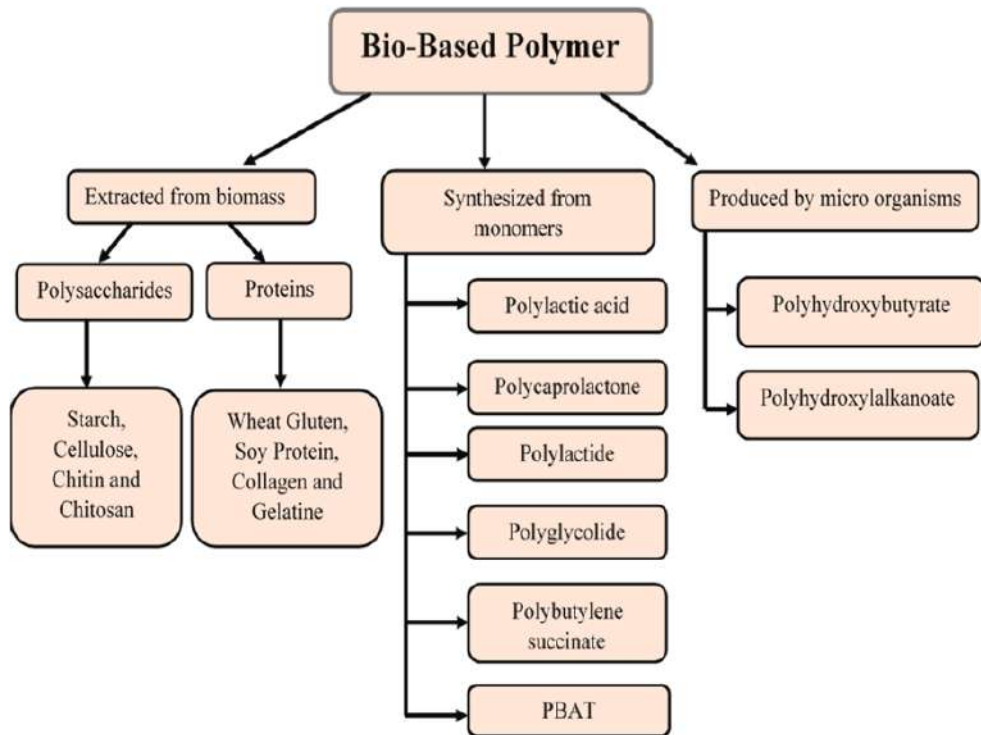 Bio-Based Polymer
Extracted from biomass
Synthesized from
monomers
Produced by micro organisms
Polysaccharides
Proteins
Starch,
Cellulose,
Chitin and
Chitosan
Wheat Gluten,
Soy Protein,
Collagen and
Gelatine
Polylactic acid
Polycaprolactone
Polylactide
Polyglycolide
Polybutylene
succinate
PBAT
Polyhydroxybutyrate
Polyhydroxylalkanoate